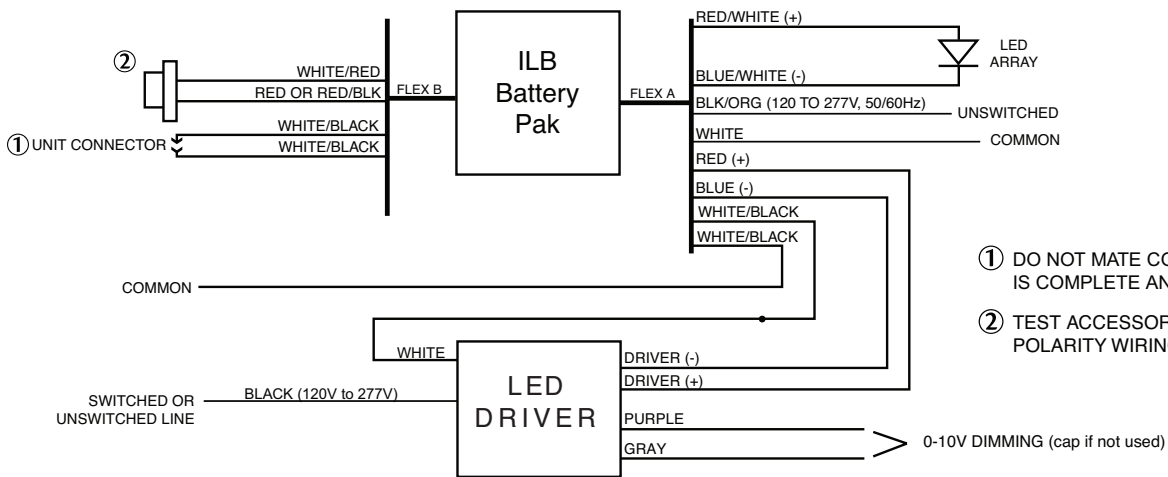 ②
WHITE/RED
RED OR RED/BLK
WHITE/BLACK
① UNIT CONNECTOR
WHITE/BLACK
FLEX B
ILB
Battery
Pak
FLEX A
RED/WHITE (+)
LED
ARRAY
BLUE/WHITE (-)
BLK/ORG (120 TO 277V, 50/60Hz)
UNSWITCHED
WHITE
COMMON
RED (+)
BLUE (-)
WHITE/BLACK
WHITE/BLACK
COMMON
① DO NOT MATE CO
IS COMPLETE AN
② TEST ACCESSOR
POLARITY WIRING
WHITE
SWITCHED OR
UNSWITCHED LINE
BLACK (120V to 277V)
LED
DRIVER
DRIVER (-)
DRIVER (+)
PURPLE
GRAY
0-10V DIMMING (cap if not used)